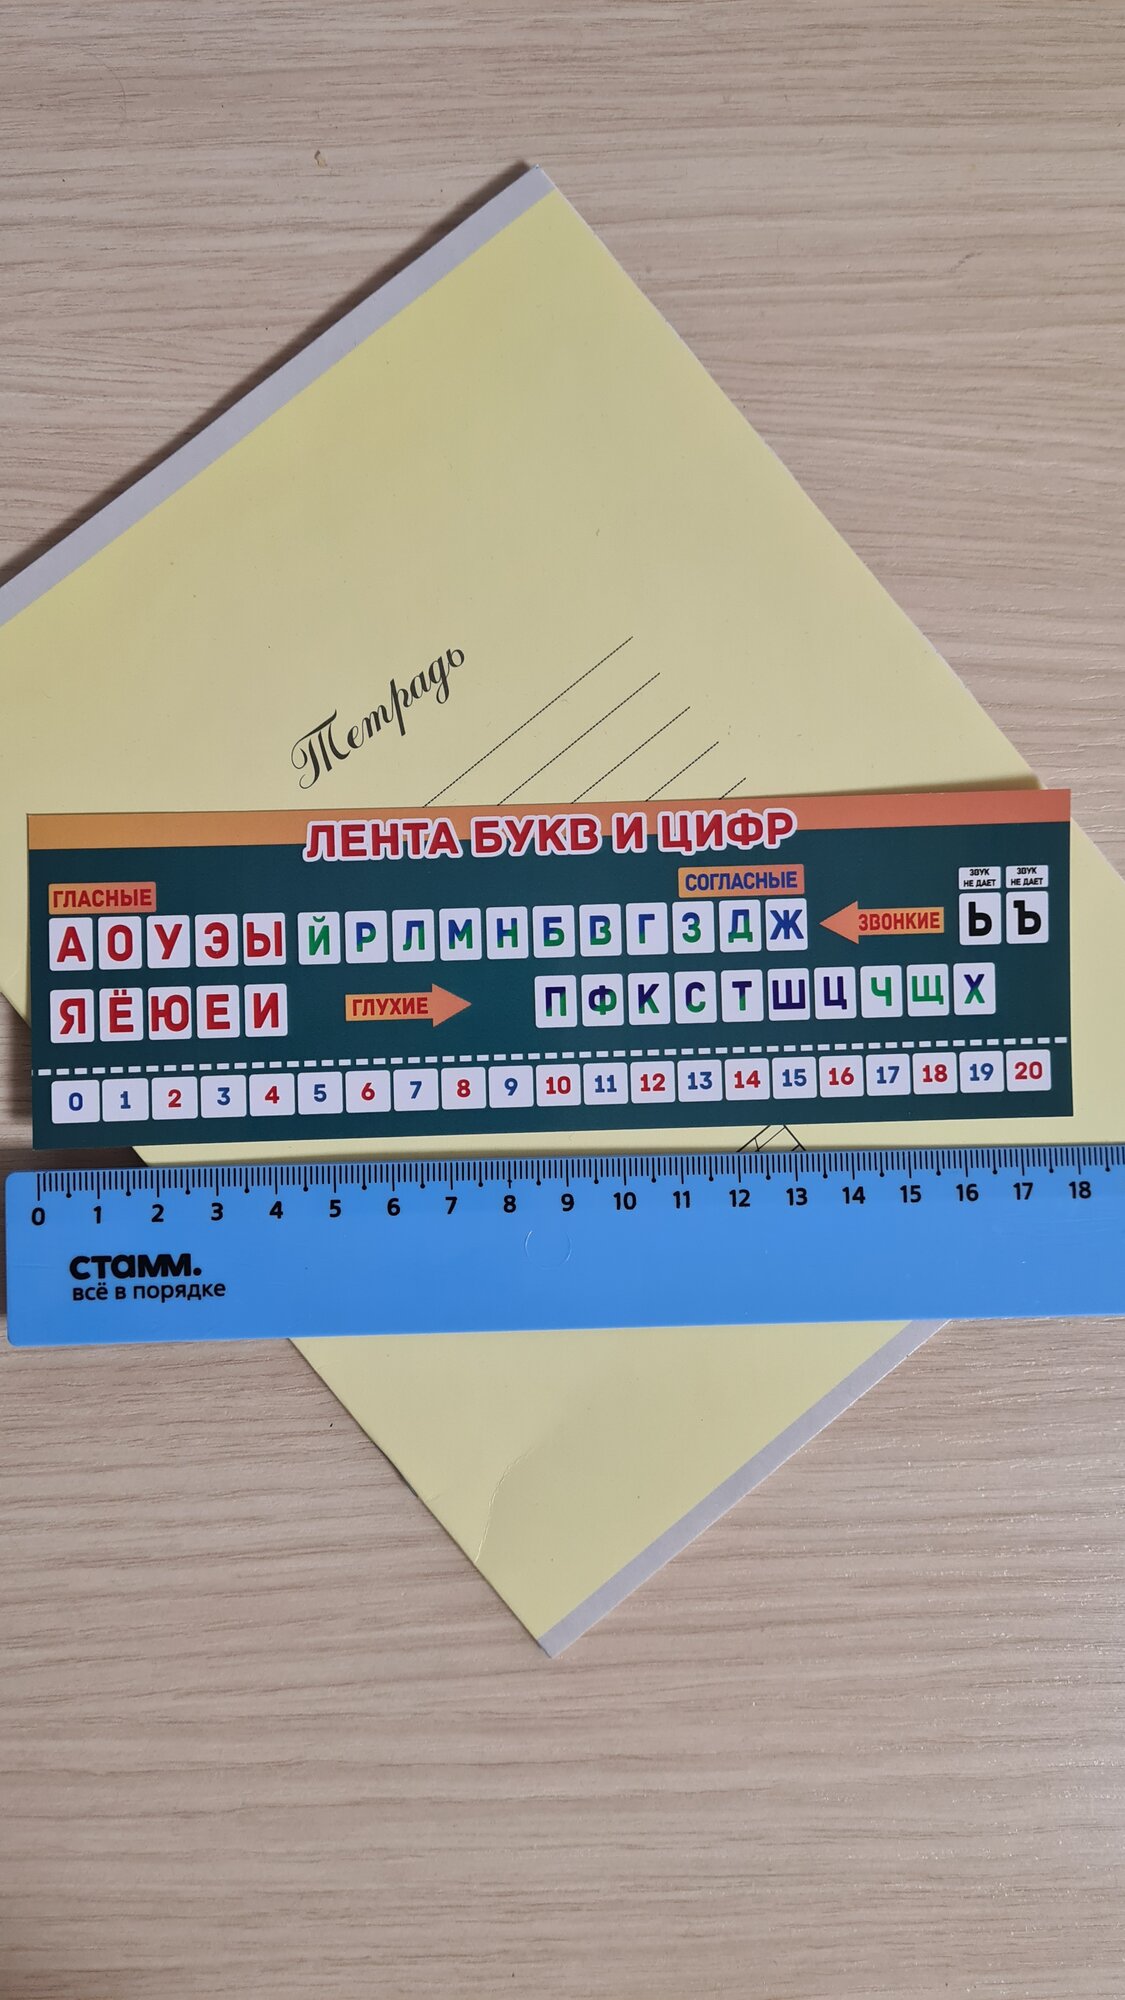 Тетрадь
ЛЕНТА БУКВ И ЦИФР
ГЛАСНЫЕ
СОГЛАСНЫЕ
ЗВУК НЕ ДАЕТ
ЗВУК НЕ ДАЕТ
А О У Э Ы Й Р Л М Н Б В Г З Д Ж
ЗВОНКИЕ
Ь Ъ
Я Ё Ю Е И
ГЛУХИЕ
П Ф К С Т Ш Ц Ч Щ Х
0 1 2 3 4 5 6 7 8 9 10 11 12 13 14 15 16 17 18 19 20
0 1 2 3 4 5 6 7 8 9 10 11 12 13 14 15 16 17 18
стамм.
всё в порядке